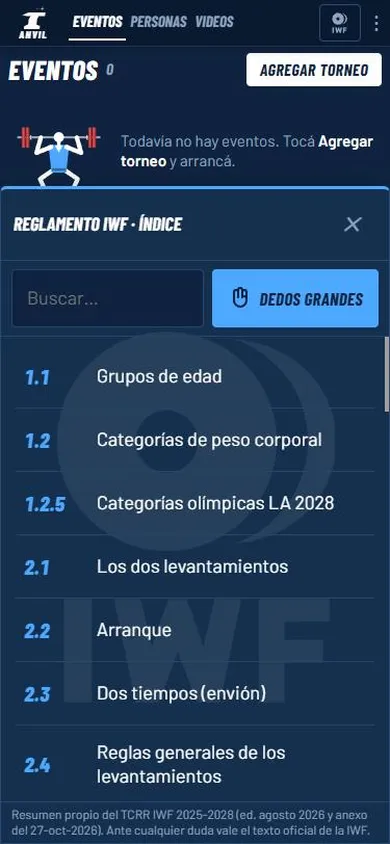 ANVIL
EVENTOS PERSONAS VIDEOS
IWF
EVENTOS 0
AGREGAR TORNEO
Todavía no hay eventos. Tocá Agregar
torneo y arrancá.
REGLAMENTO IWF · ÍNDICE
Buscar...
DEDOS GRANDES
1.1 Grupos de edad
1.2 Categorías de peso corporal
1.2.5 Categorías olímpicas LA 2028
2.1 Los dos levantamientos
2.2 Arranque
2.3 Dos tiempos (envión)
2.4 Reglas generales de los
levantamientos
IWF
Resumen propio del TCRR IWF 2025-2028 (ed. agosto 2026 y anexo
del 27-oct-2026). Ante cualquier duda vale el texto oficial de la IWF.